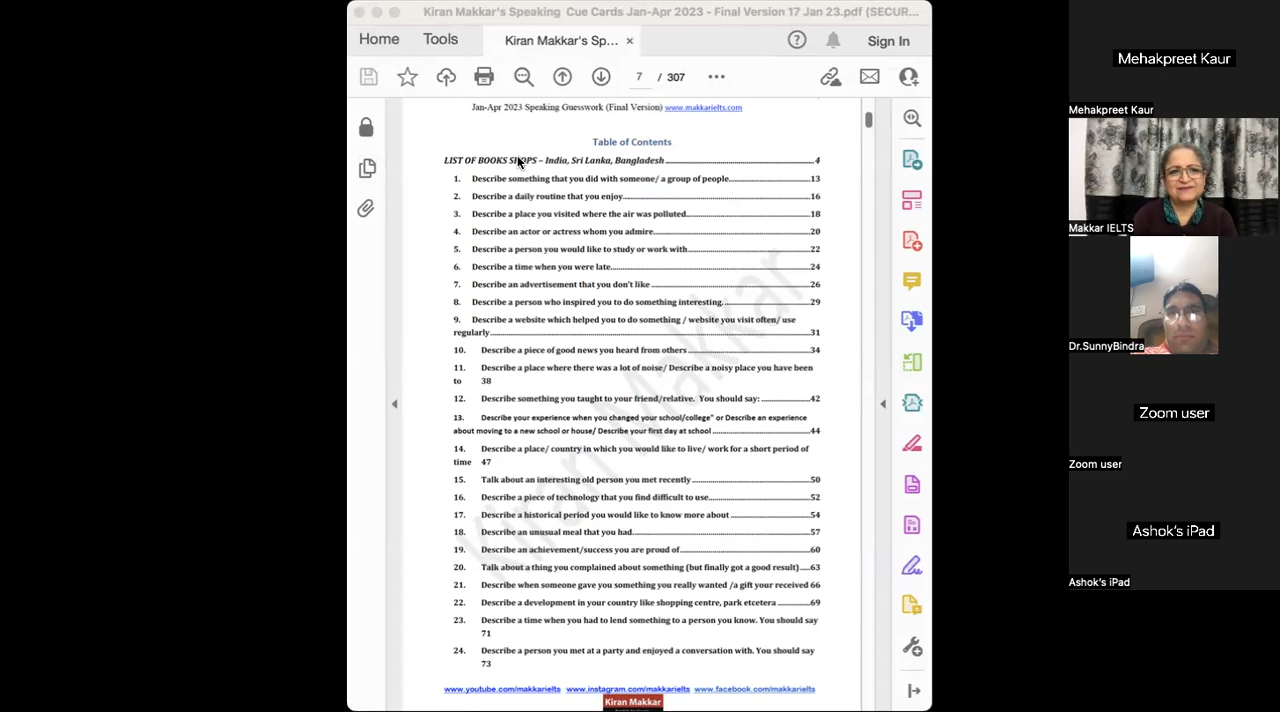 Kiran Makkar's Speaking Cue Cards Jan-Apr 2023 - Final Version 17 Jan 23.pdf (SECUR...
Home Tools Kiran Makkar's Sp... × Sign In
7 / 307
Jan-Apr 2023 Speaking Guesswork (Final Version) www.makkarielts.com
Table of Contents
LIST OF BOOKS SHOPS – India, Sri Lanka, Bangladesh 4
1. Describe something that you did with someone/ a group of people 13
2. Describe a daily routine that you enjoy 16
3. Describe a place you visited where the air was polluted 18
4. Describe an actor or actress whom you admire 20
5. Describe a person you would like to study or work with 22
6. Describe a time when you were late 24
7. Describe an advertisement that you don't like 26
8. Describe a person who inspired you to do something interesting. 29
9. Describe a website which helped you to do something / website you visit often/ use
regularly 31
10. Describe a piece of good news you heard from others 34
11. Describe a place where there was a lot of noise/ Describe a noisy place you have been
to 38
12. Describe something you taught to your friend/relative. You should say: 42
13. Describe your experience when you changed your school/college" or Describe an experience
about moving to a new school or house/ Describe your first day at school 44
14. Describe a place/ country in which you would like to live/ work for a short period of
time 47
15. Talk about an interesting old person you met recently 50
16. Describe a piece of technology that you find difficult to use 52
17. Describe a historical period you would like to know more about 54
18. Describe an unusual meal that you had 57
19. Describe an achievement/success you are proud of 60
20. Talk about a thing you complained about something (but finally got a good result) 63
21. Describe when someone gave you something you really wanted /a gift your received 66
22. Describe a development in your country like shopping centre, park etcetera 69
23. Describe a time when you had to lend something to a person you know. You should say
71
24. Describe a person you met at a party and enjoyed a conversation with. You should say
73
www.youtube.com/makkarielts www.instagram.com/makkarielts www.facebook.com/makkarielts
Kiran Makkar
Kiran Makkar
Mehakpreet Kaur
Mehakpreet Kaur
Makkar IELTS
Dr.SunnyBindra
Zoom user
Zoom user
Ashok's iPad
Ashok's iPad